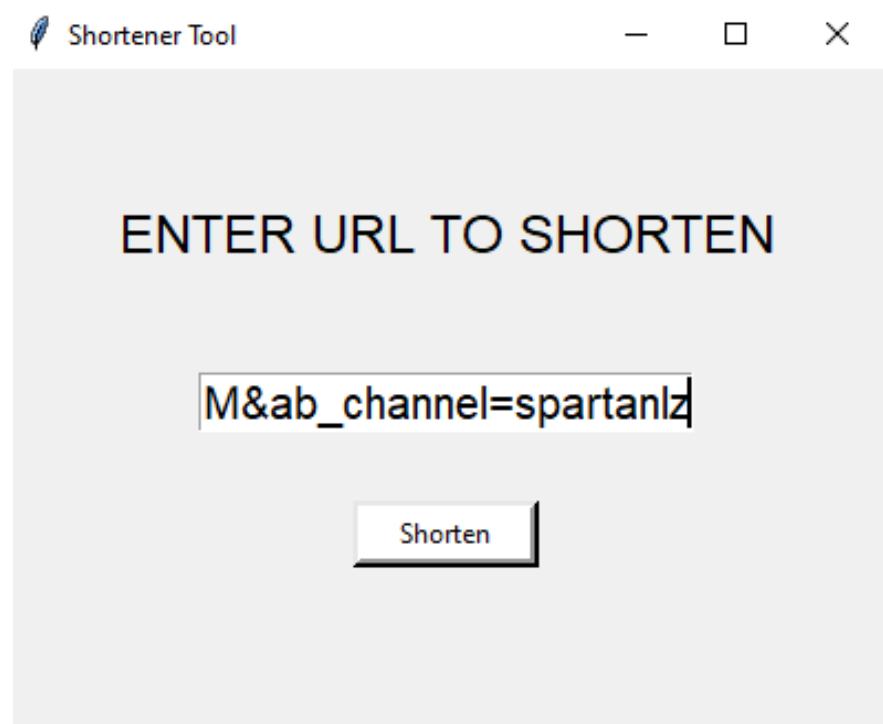 Shortener Tool
ENTER URL TO SHORTEN
M&ab_channel=spartanlz
Shorten